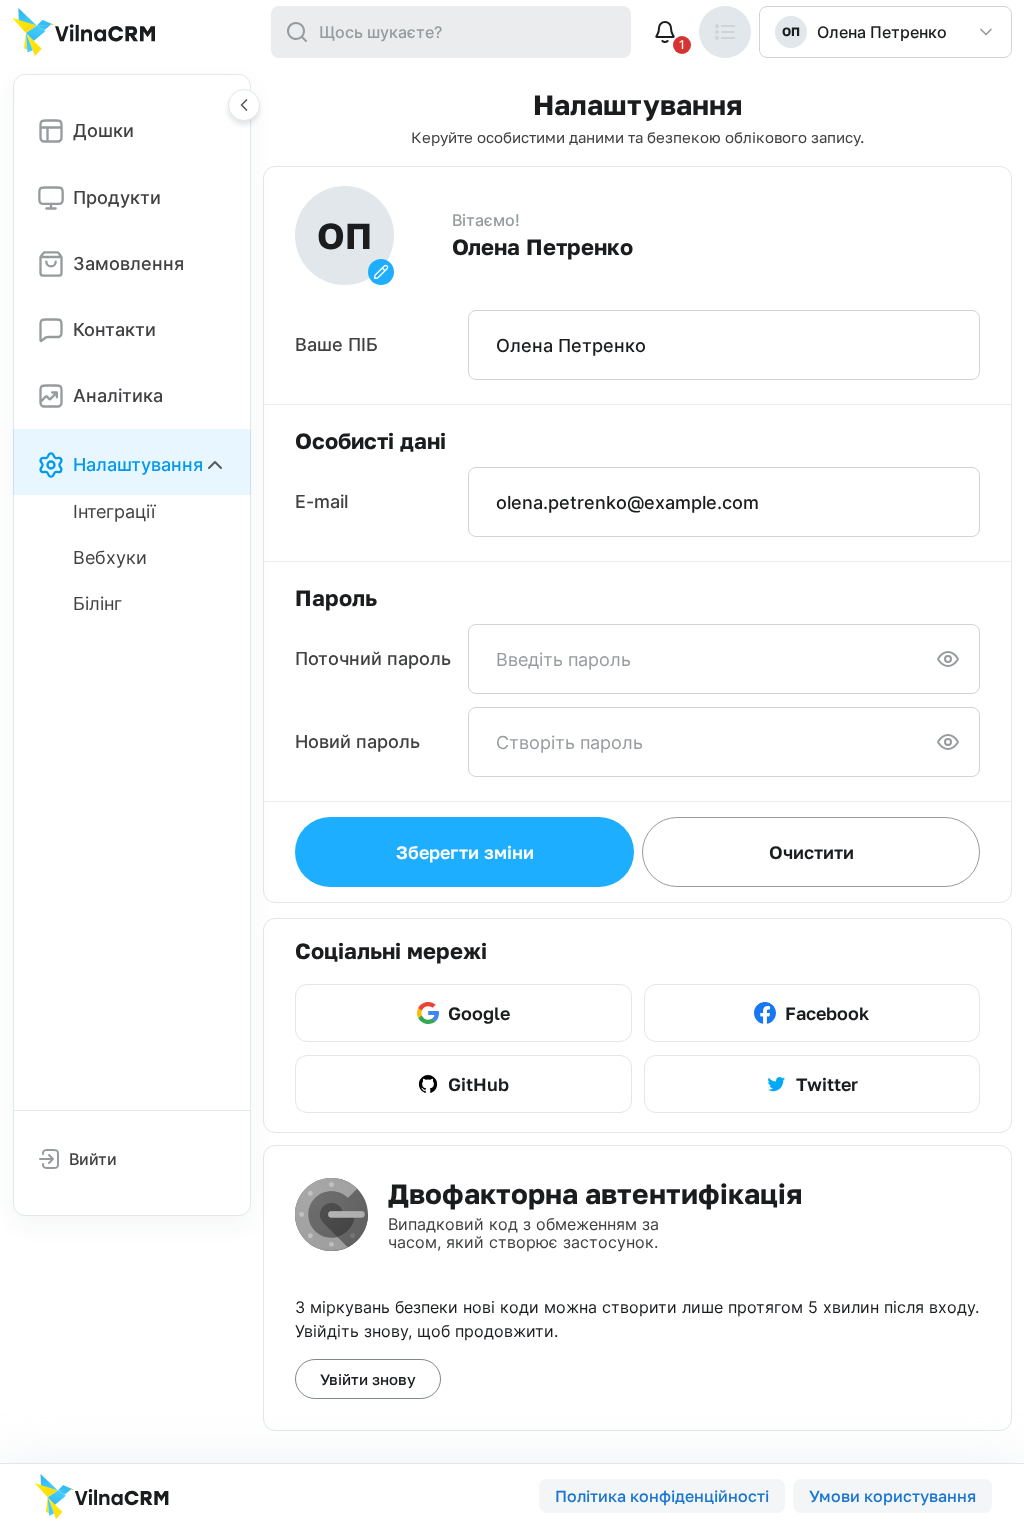 VilnaCRM
Щось шукаєте?
1
ОП
Олена Петренко
Дошки
Продукти
Замовлення
Контакти
Аналітика
Налаштування
Інтеграції
Вебхуки
Білінг
Вийти
Налаштування
Керуйте особистими даними та безпекою облікового запису.
ОП
Вітаємо!
Олена Петренко
Ваше ПІБ
Олена Петренко
Особисті дані
E-mail
olena.petrenko@example.com
Пароль
Поточний пароль
Введіть пароль
Новий пароль
Створіть пароль
Зберегти зміни
Очистити
Соціальні мережі
Google
Facebook
GitHub
Twitter
Двофакторна автентифікація
Випадковий код з обмеженням за
часом, який створює застосунок.
З міркувань безпеки нові коди можна створити лише протягом 5 хвилин після входу.
Увійдіть знову, щоб продовжити.
Увійти знову
VilnaCRM
Політика конфіденційності
Умови користування